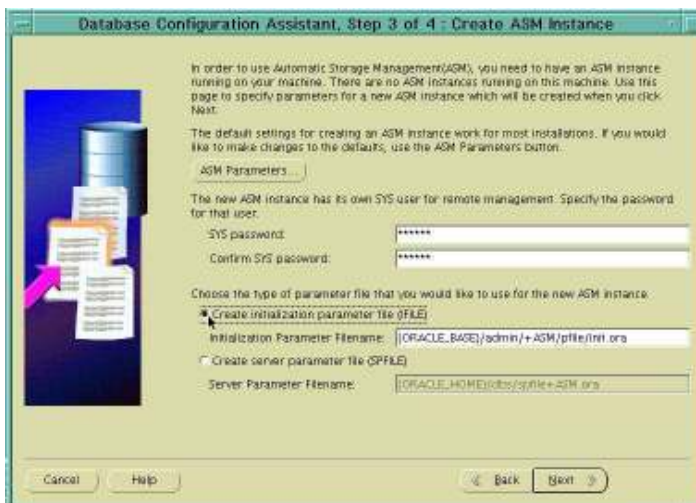 Database Configuration Assistant, Step 3 of 4 : Create ASM Instance
In order to use Automatic Storage Management(ASM), you need to have an ASM instance
running on your machine. There are no ASM instances running on this machine. Use this
page to specify parameters for a new ASM instance which will be created when you click
Next.
The default settings for creating an ASM instance work for most installations. If you would
like to make changes to the defaults, use the ASM Parameters button.
ASM Parameters...
The new ASM instance has its own SYS user for remote management. Specify the password
for that user.
SYS password: ******
Confirm SYS password: ******
Choose the type of parameter file that you would like to use for the new ASM instance
Create initialization parameter file (IFILE)
Initialization Parameter Filename: {ORACLE_BASE}/admin/+ASM/pfile/init.ora
Create server parameter file (SPFILE)
Server Parameter Filename: {ORACLE_HOME}/dbs/spfile+ASM.ora
Cancel Help Back Next